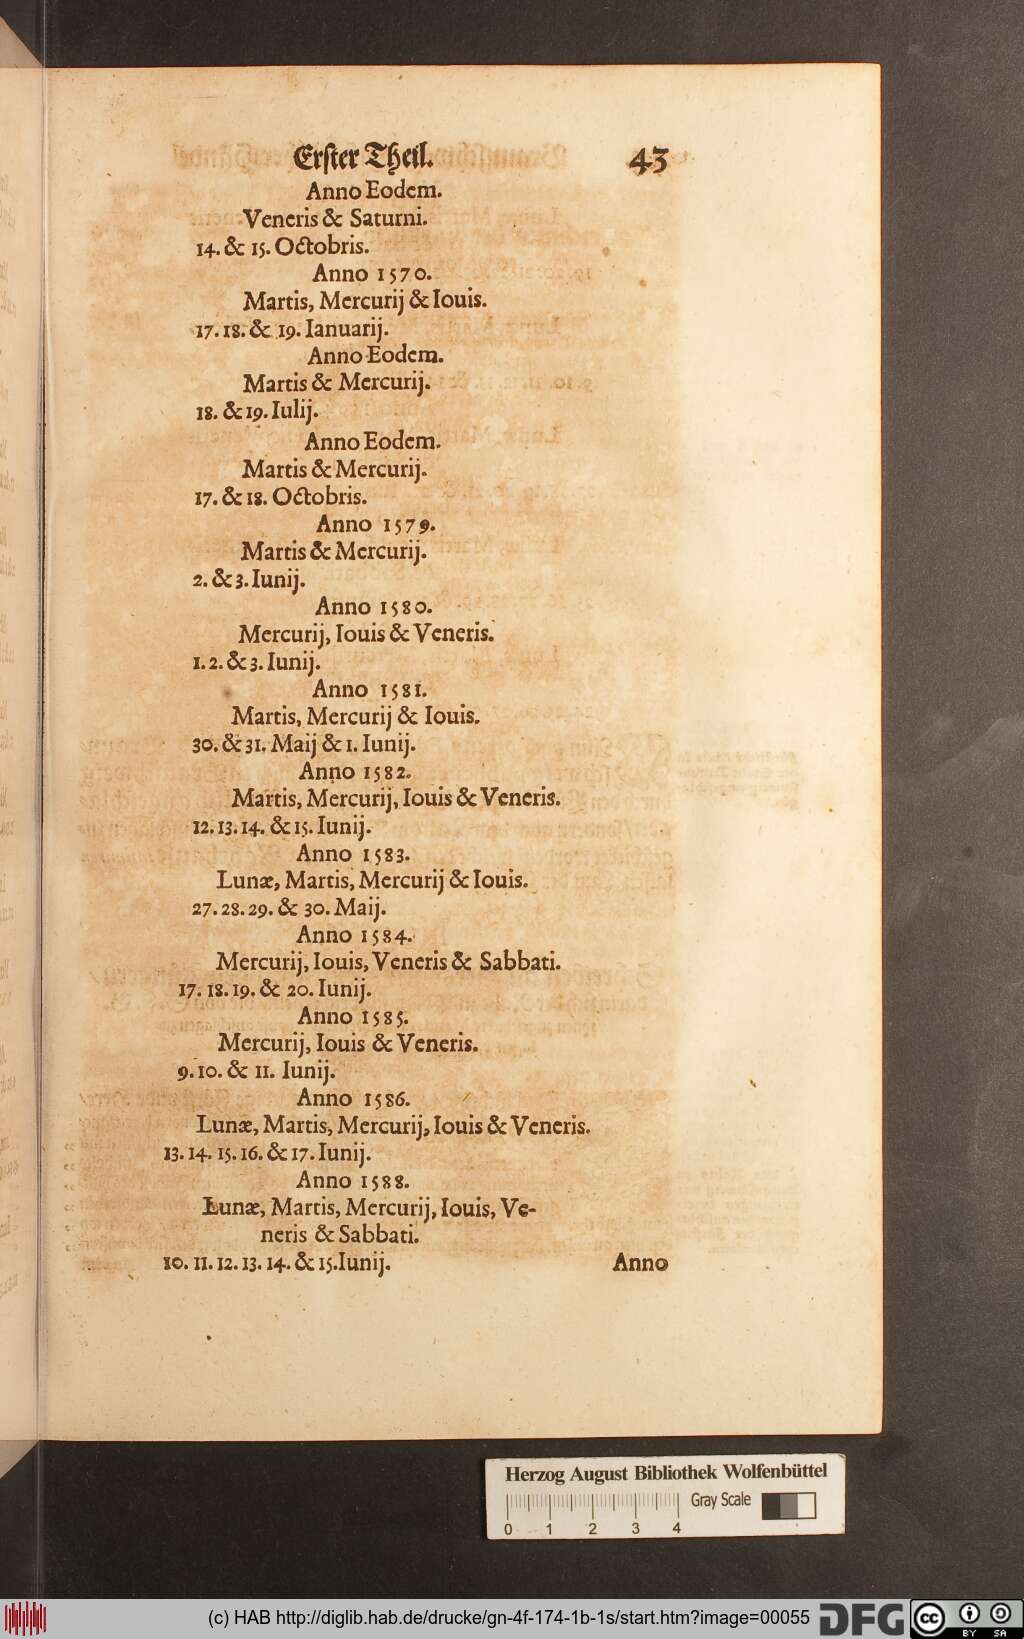 Erster Theil. 43
Anno Eodem.
Veneris & Saturni.
14. & 15. Octobris.
Anno 1570.
Martis, Mercurij & Iouis.
17. 18. & 19. Ianuarij.
Anno Eodem.
Martis & Mercurij.
18. & 19. Iulij.
Anno Eodem.
Martis & Mercurij.
17. & 18. Octobris.
Anno 1579.
Martis & Mercurij.
2. & 3. Iunij.
Anno 1580.
Mercurij, Iouis & Veneris.
1. 2. & 3. Iunij.
Anno 1581.
Martis, Mercurij & Iouis.
30. & 31. Maij & 1. Iunij.
Anno 1582.
Martis, Mercurij, Iouis & Veneris.
12. 13. 14. & 15. Iunij.
Anno 1583.
Lunæ, Martis, Mercurij & Iouis.
27. 28. 29. & 30. Maij.
Anno 1584.
Mercurij, Iouis, Veneris & Sabbati.
17. 18. 19. & 20. Iunij.
Anno 1585.
Mercurij, Iouis & Veneris.
9. 10. & 11. Iunij.
Anno 1586.
Lunæ, Martis, Mercurij, Iouis & Veneris.
13. 14. 15. 16. & 17. Iunij.
Anno 1588.
Lunæ, Martis, Mercurij, Iouis, Ve-
neris & Sabbati.
10. 11. 12. 13. 14. & 15. Iunij. Anno
Herzog August Bibliothek Wolfenbüttel
Gray Scale
0 1 2 3 4
(c) HAB http://diglib.hab.de/drucke/gn-4f-174-1b-1s/start.htm?image=00055 DFG cc BY SA